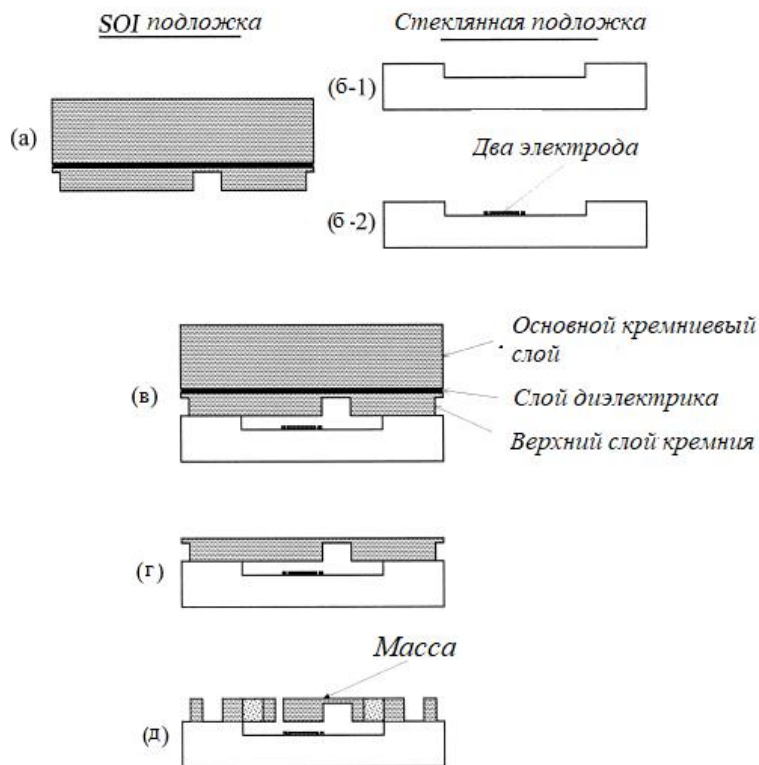 SOI подложка
Стеклянная подложка
(а)
(б-1)
Два электрода
(б-2)
(в)
Основной кремниевый
слой
Слой диэлектрика
Верхний слой кремния
(г)
Масса
(д)